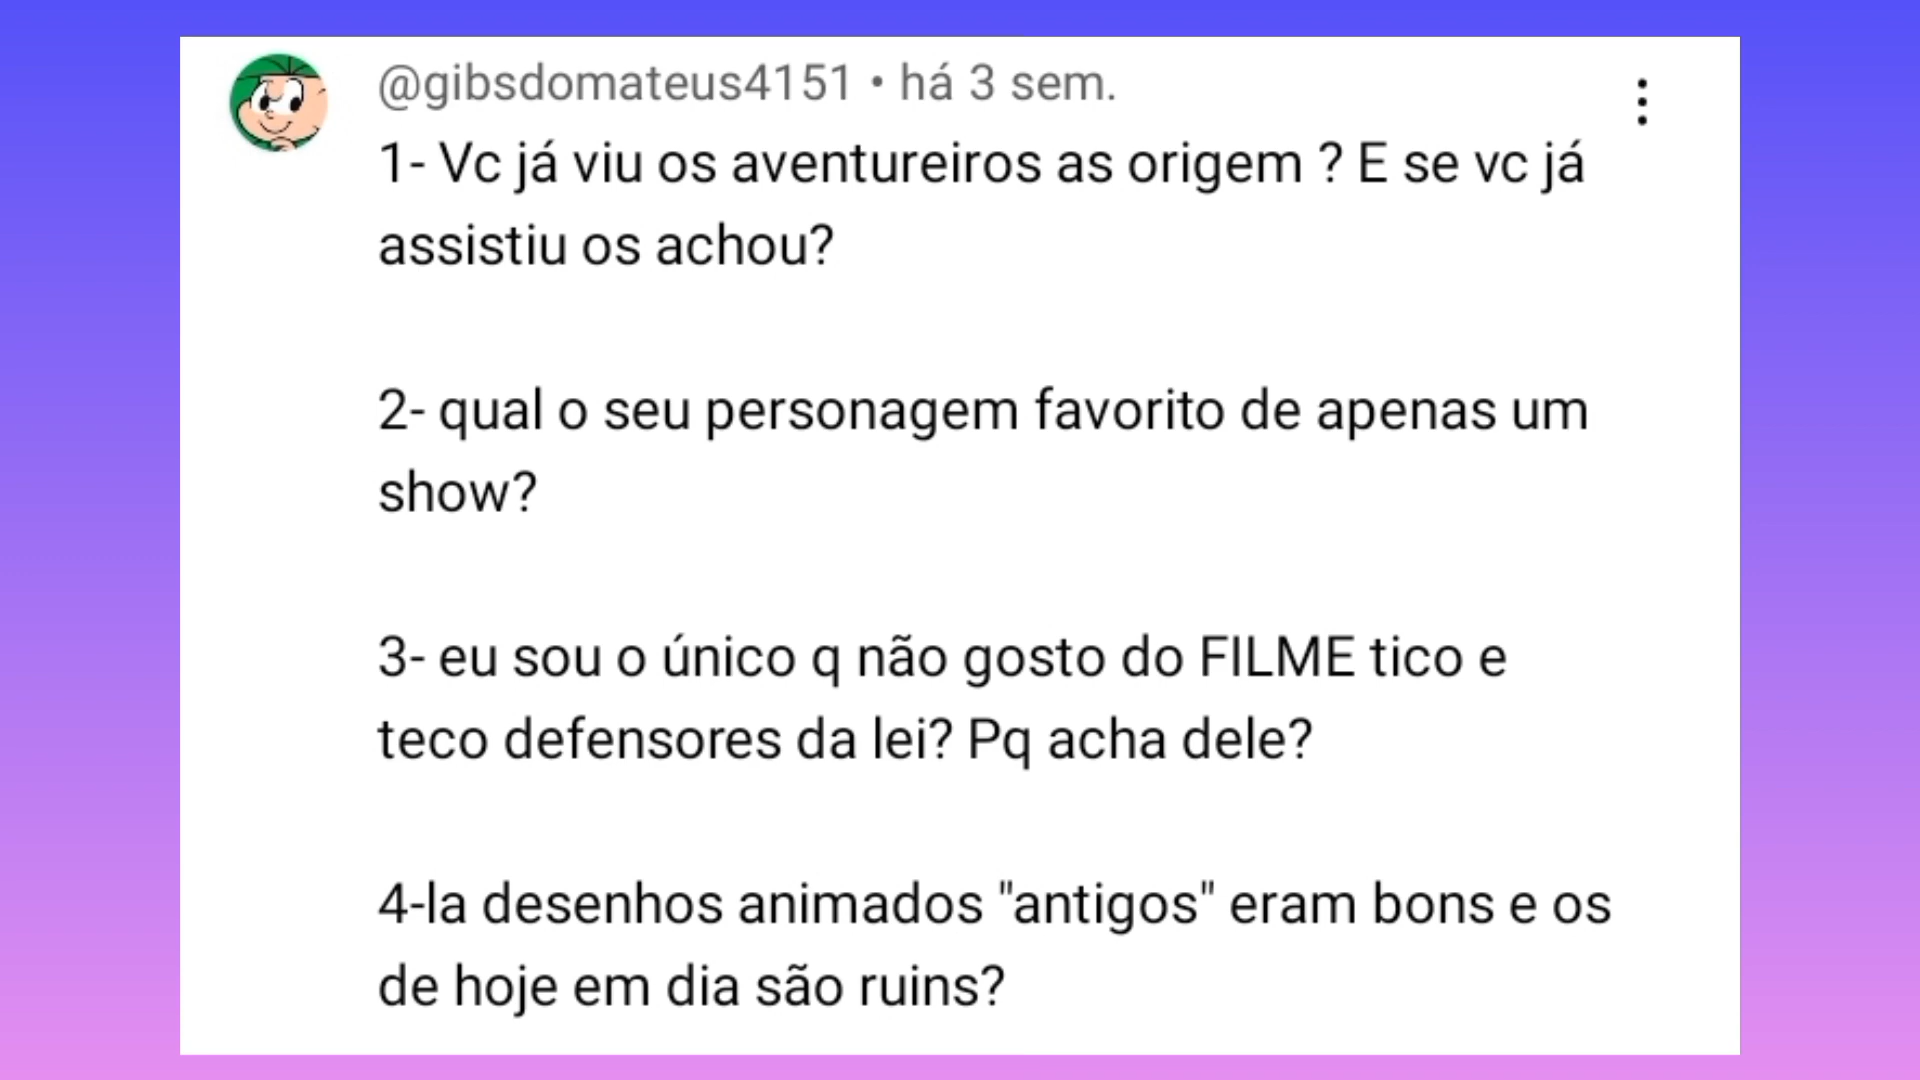 @gibsdomateus4151 • há 3 sem.
1- Vc já viu os aventureiros as origem ? E se vc já
assistiu os achou?
2- qual o seu personagem favorito de apenas um
show?
3- eu sou o único q não gosto do FILME tico e
teco defensores da lei? Pq acha dele?
4-la desenhos animados "antigos" eram bons e os
de hoje em dia são ruins?